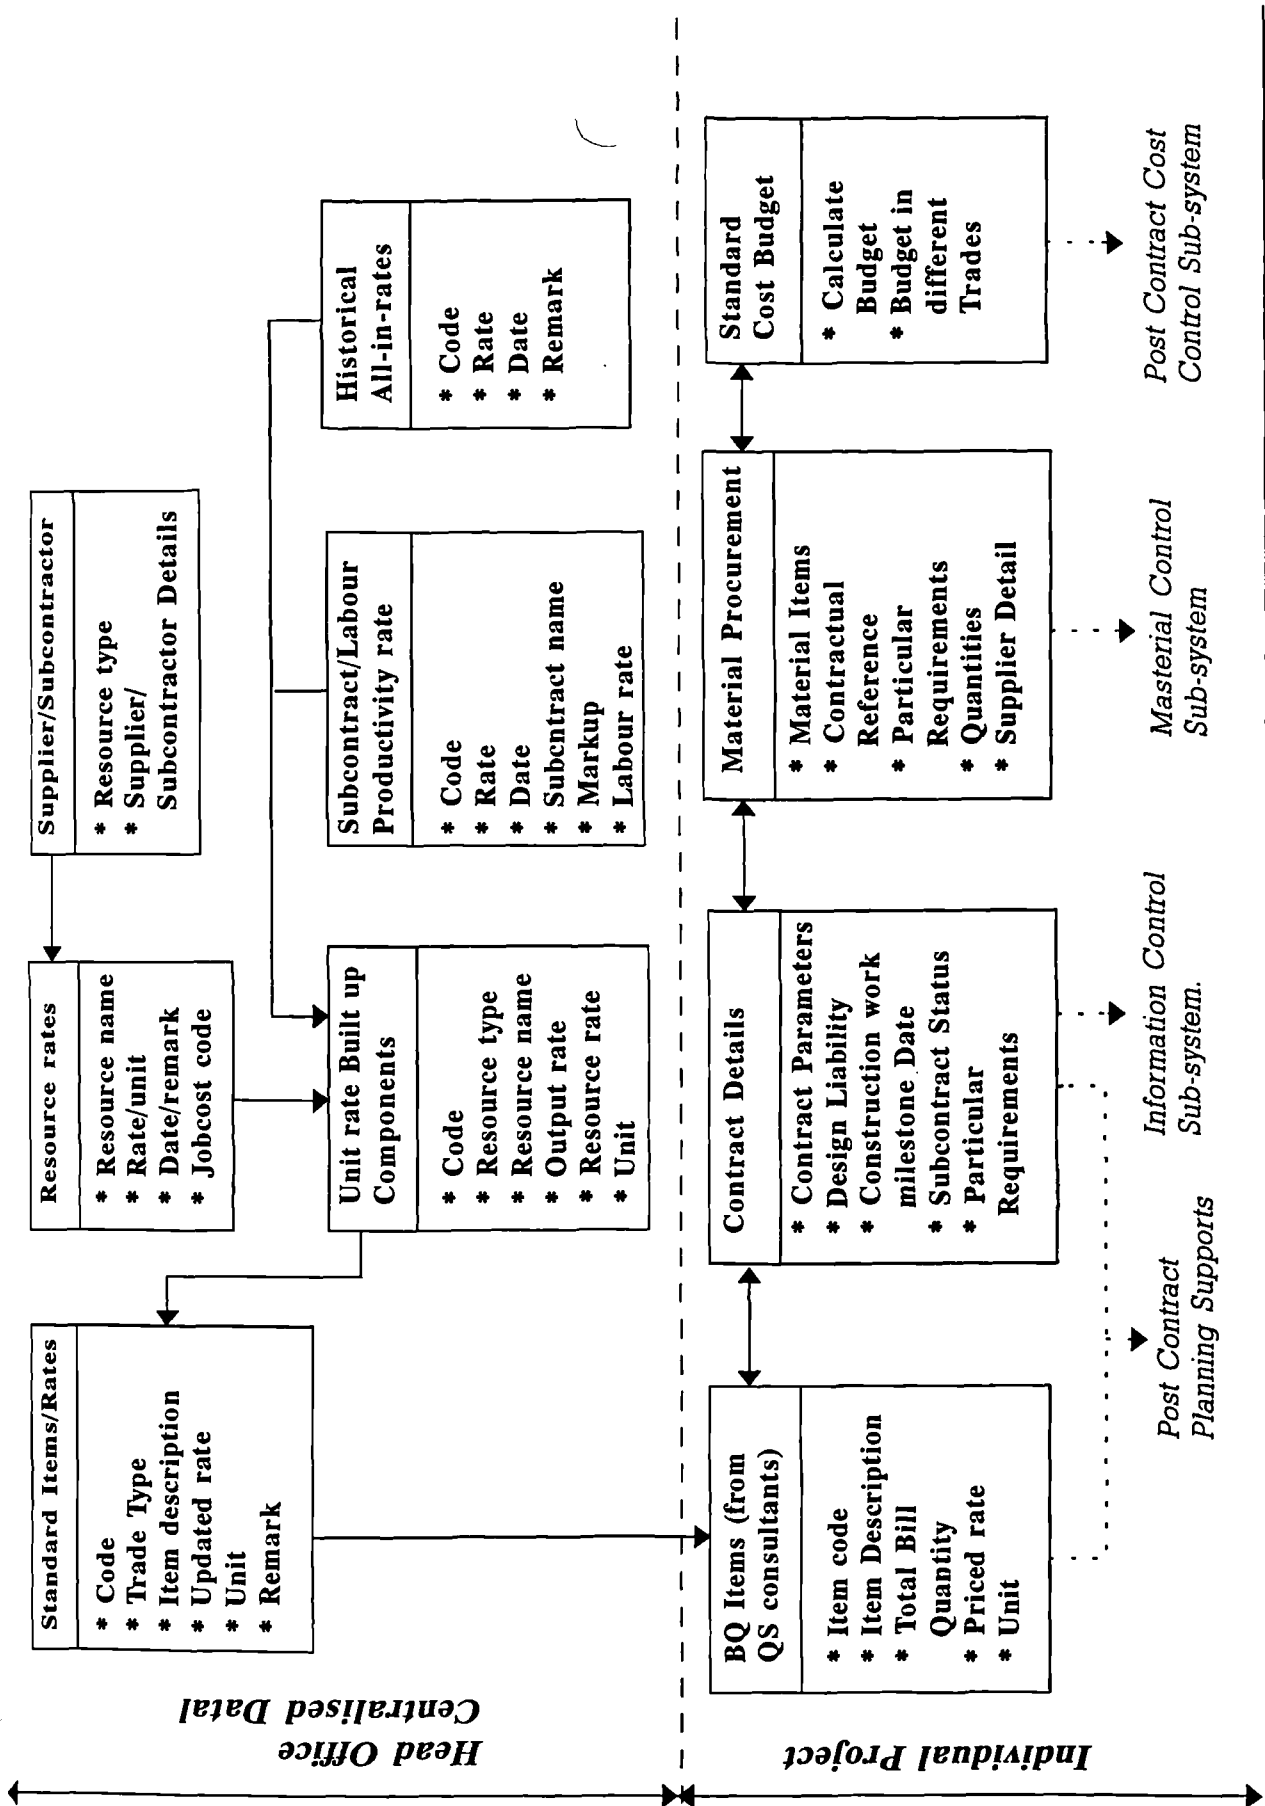 Head Office
Centralised Data1
Standard Items/Rates
* Code
* Trade Type
* Item description
* Updated rate
* Unit
* Remark
Resource rates
* Resource name
* Rate/unit
* Date/remark
* Jobcost code
Supplier/Subcontractor
* Resource type
* Supplier/
Subcontractor Details
Unit rate Built up
Components
* Code
* Resource type
* Resource name
* Output rate
* Resource rate
* Unit
Subcontract/Labour
Productivity rate
* Code
* Rate
* Date
* Subcntract name
* Markup
* Labour rate
Historical
All-in-rates
* Code
* Rate
* Date
* Remark
Individual Project
BQ Items (from
QS consultants)
* Item code
* Item Description
* Total Bill
Quantity
* Priced rate
* Unit
Contract Details
* Contract Parameters
* Design Liability
* Construction work
milestone Date
* Subcontract Status
* Particular
Requirements
Material Procurement
* Material Items
* Contractual
Reference
* Particular
Requirements
* Quantities
* Supplier Detail
Standard
Cost Budget
* Calculate
Budget
* Budget in
different
Trades
Post Contract
Planning Supports
Information Control
Sub-system.
Masterial Control
Sub-system
Post Contract Cost
Control Sub-system